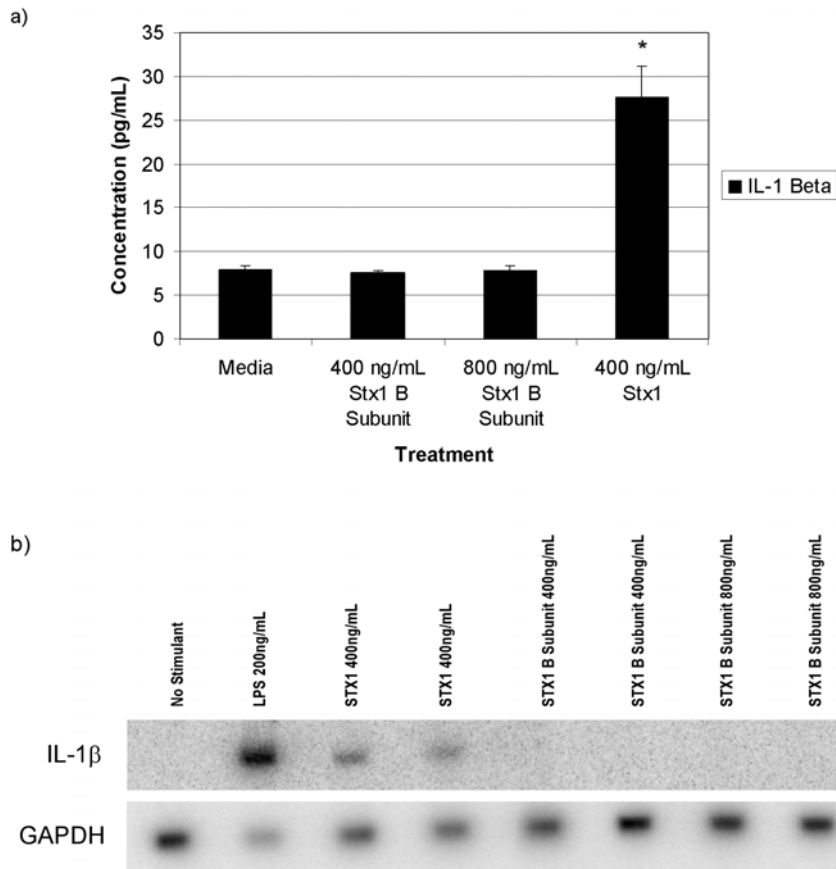 a)
35
30
25
20
15
10
5
0
Concentration (pg/mL)
*
IL-1 Beta
Media
400 ng/mL
Stx1 B
Subunit
800 ng/mL
Stx1 B
Subunit
400 ng/mL
Stx1
Treatment
b)
No Stimulant
LPS 200ng/mL
STX1 400ng/mL
STX1 400ng/mL
STX1 B Subunit 400ng/mL
STX1 B Subunit 400ng/mL
STX1 B Subunit 800ng/mL
STX1 B Subunit 800ng/mL
IL-1β
GAPDH